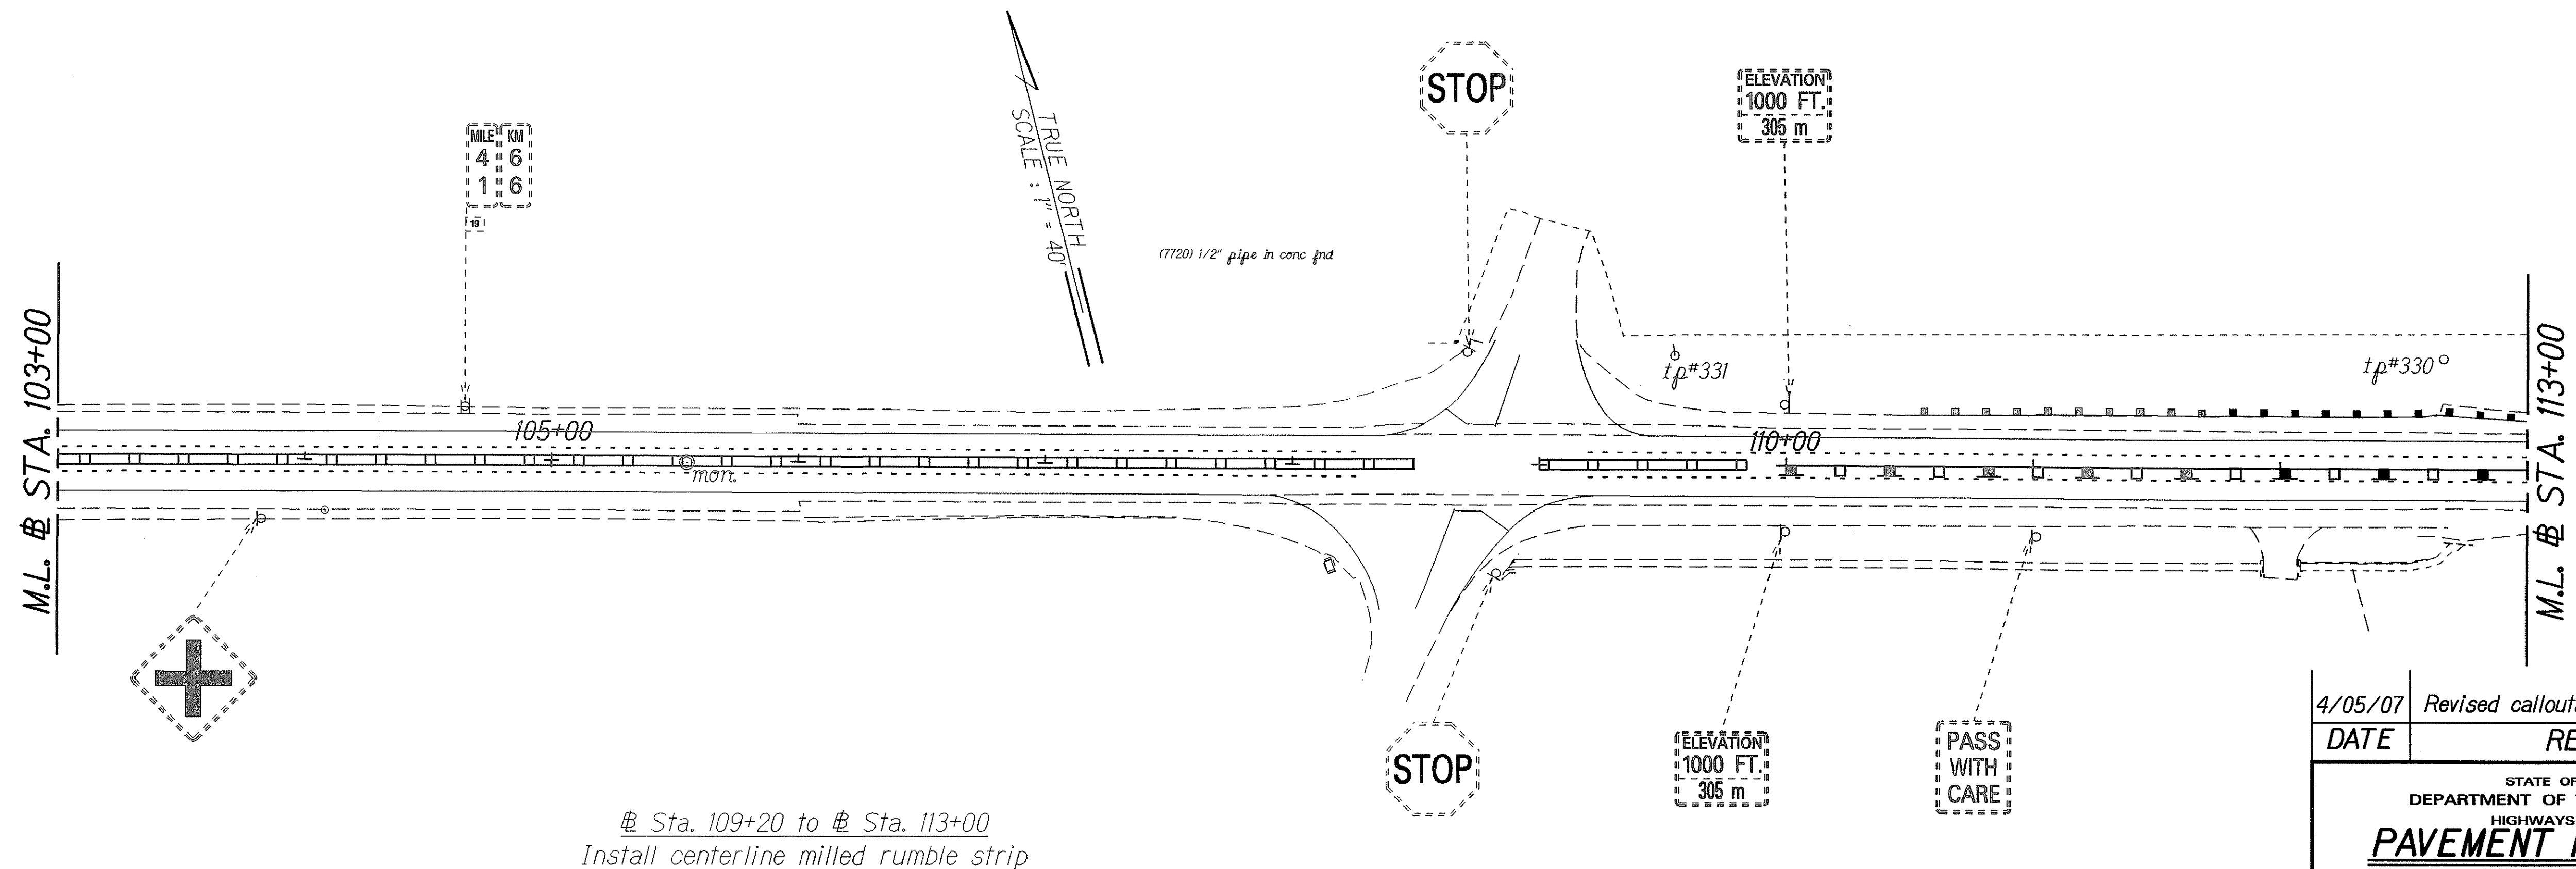 STOP
ELEVATION
1000 FT.
305 m
MILE KM
4 6
1 6
19
TRUE NORTH
SCALE : 1" = 40'
(7720) 1/2" pipe in conc fnd
M.L. ℄ STA. 103+00
105+00
mon.
tp#331
110+00
tp#330
M.L. ℄ STA. 113+00
STOP
ELEVATION
1000 FT.
305 m
PASS
WITH
CARE
℄ Sta. 109+20 to ℄ Sta. 113+00
Install centerline milled rumble strip
4/05/07 Revised callout
DATE RE
STATE OF
DEPARTMENT OF
HIGHWAYS
PAVEMENT